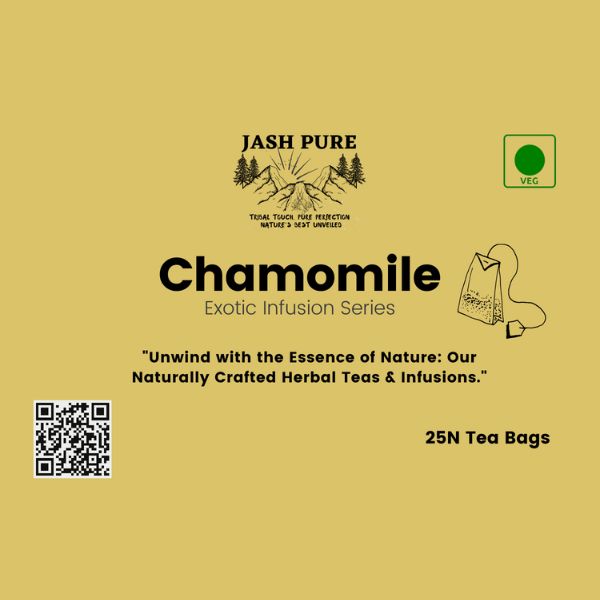 JASH PURE
TRIBAL TOUCH, PURE PERFECTION
NATURE'S BEST UNVEILED
VEG
Chamomile
Exotic Infusion Series
"Unwind with the Essence of Nature: Our
Naturally Crafted Herbal Teas & Infusions."
25N Tea Bags